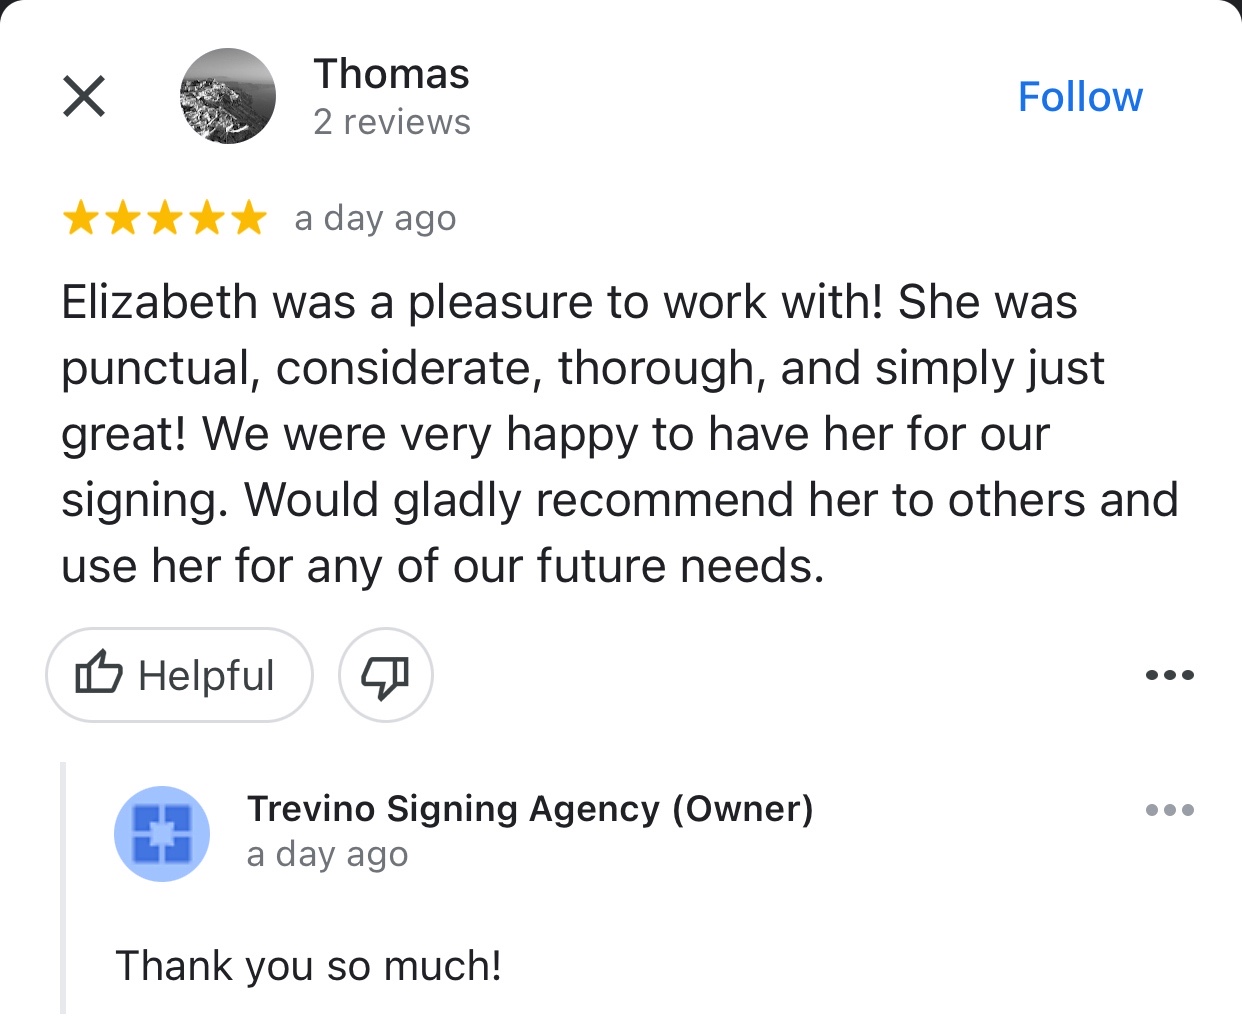 Thomas
2 reviews
Follow
a day ago
Elizabeth was a pleasure to work with! She was
punctual, considerate, thorough, and simply just
great! We were very happy to have her for our
signing. Would gladly recommend her to others and
use her for any of our future needs.
Helpful
Trevino Signing Agency (Owner)
a day ago
Thank you so much!